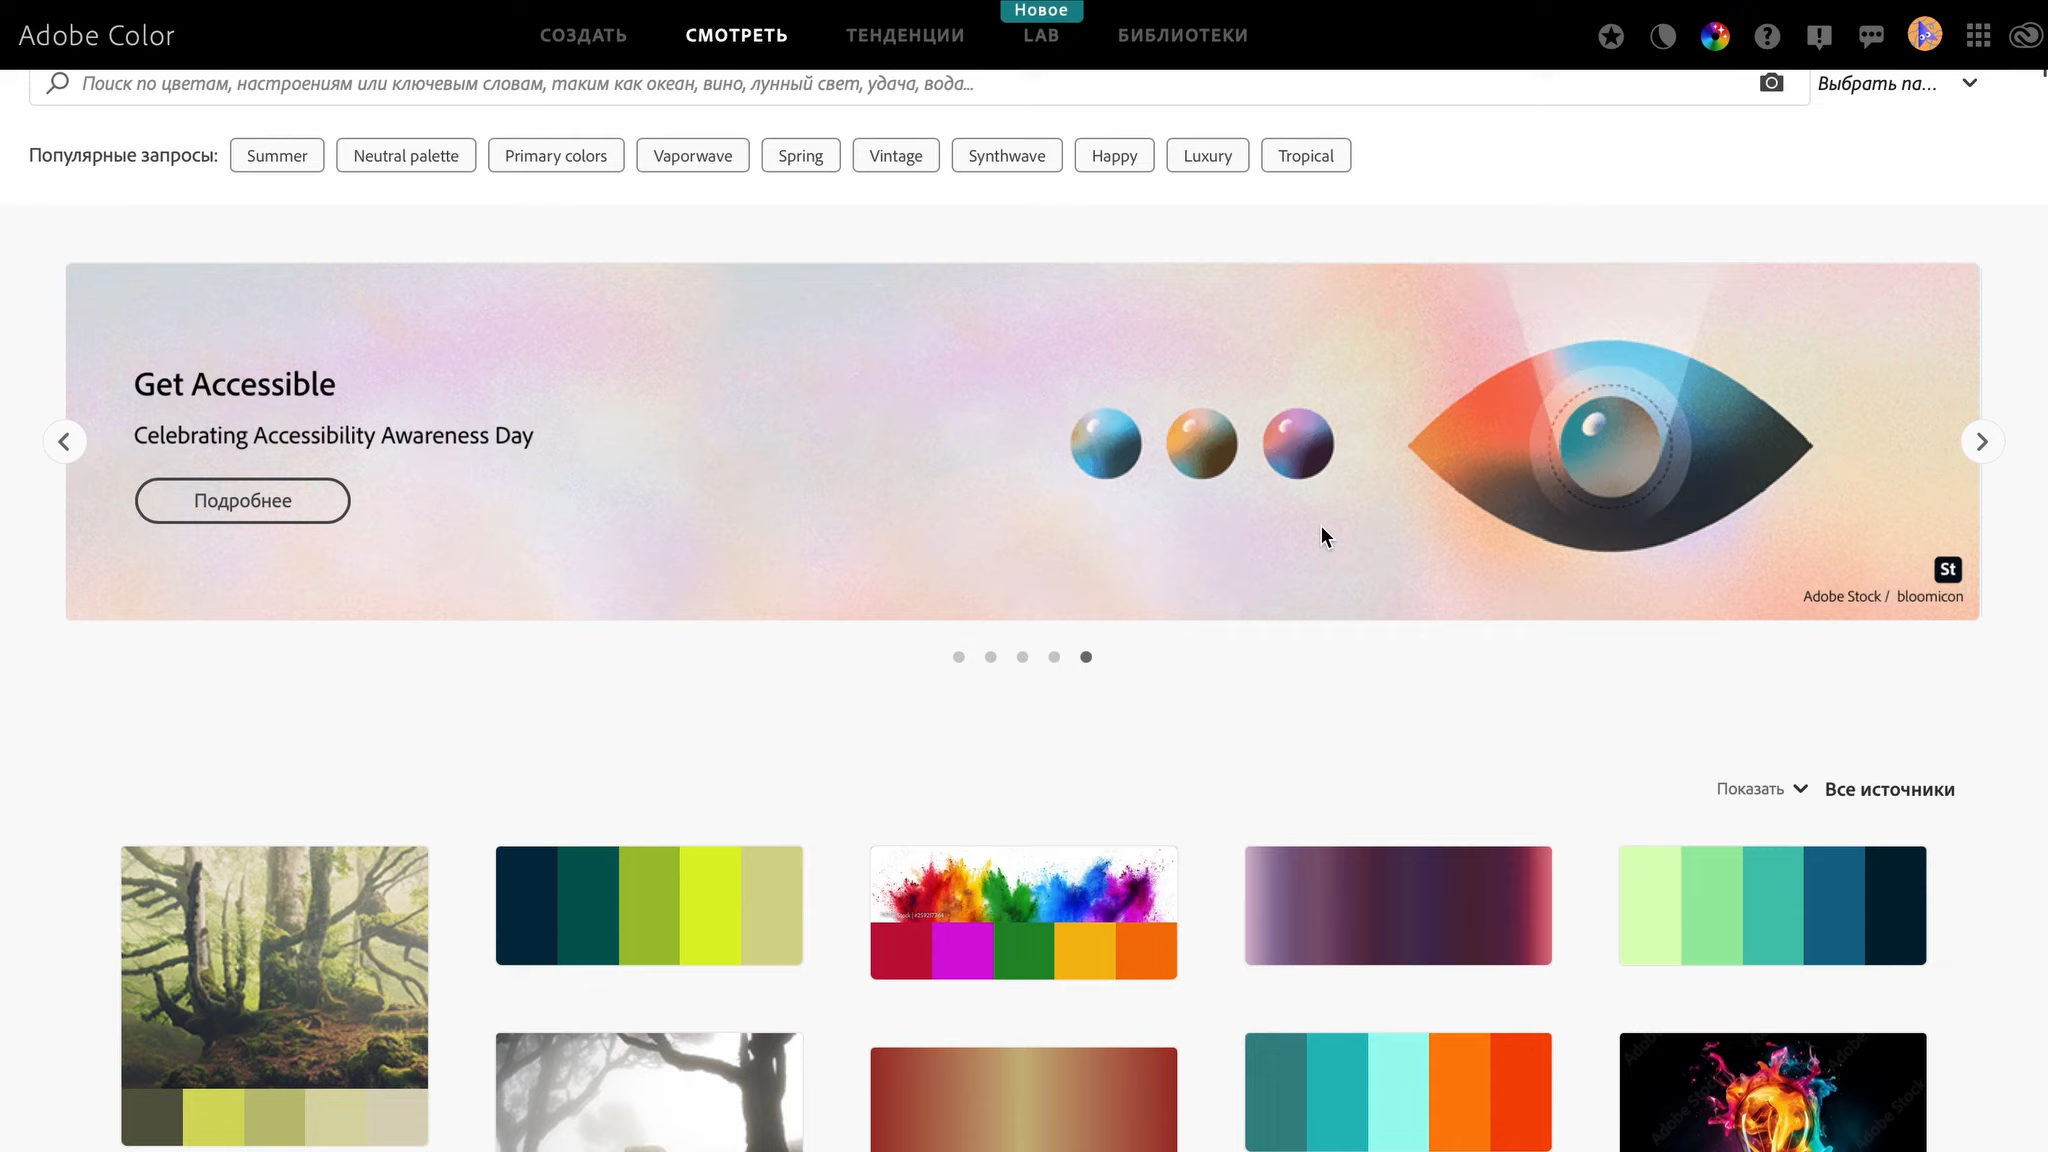 Adobe Color
СОЗДАТЬ
СМОТРЕТЬ
ТЕНДЕНЦИИ
Новое
LAB
БИБЛИОТЕКИ
Поиск по цветам, настроениям или ключевым словам, таким как океан, вино, лунный свет, удача, вода...
Выбрать па...
Популярные запросы:
Summer
Neutral palette
Primary colors
Vaporwave
Spring
Vintage
Synthwave
Happy
Luxury
Tropical
Get Accessible
Celebrating Accessibility Awareness Day
Подробнее
St
Adobe Stock / bloomicon
Показать
Все источники